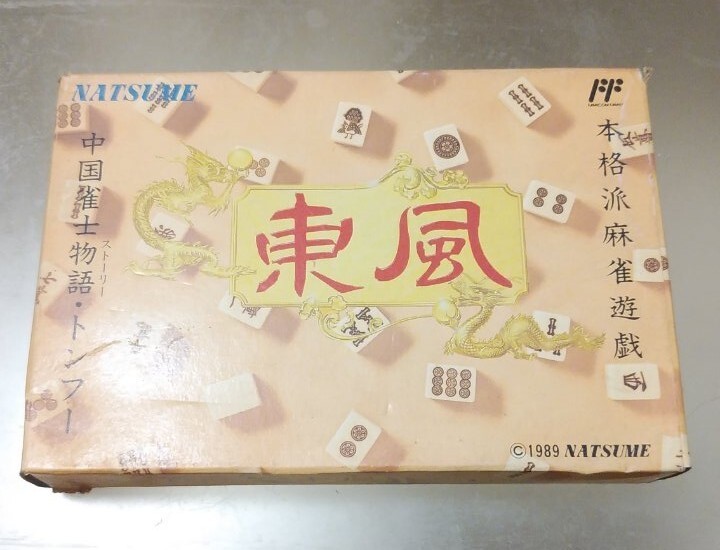 NATSUME
本格派麻雀遊戯
東風
中国雀士物語・トンプー
ストーリー
©1989 NATSUME